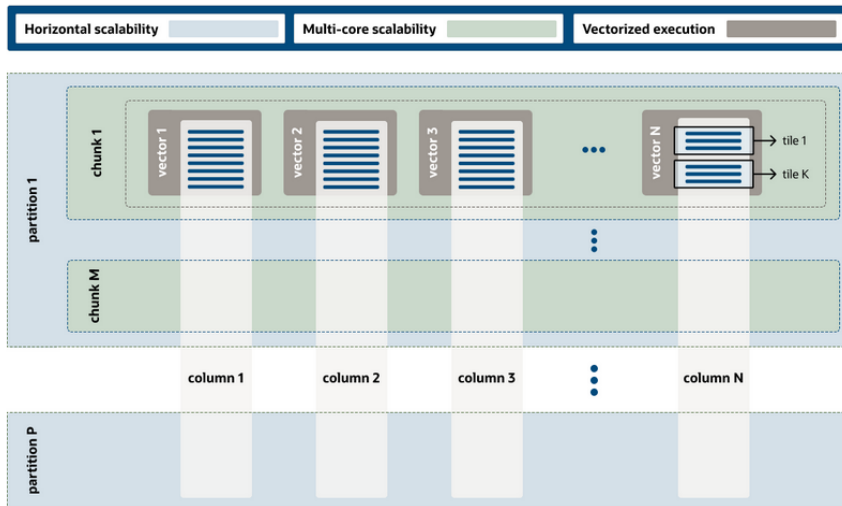 Horizontal scalability
Multi-core scalability
Vectorized execution
partition 1
chunk 1
vector 1
vector 2
vector 3
vector N
tile 1
tile K
chunk M
column 1
column 2
column 3
column N
partition P